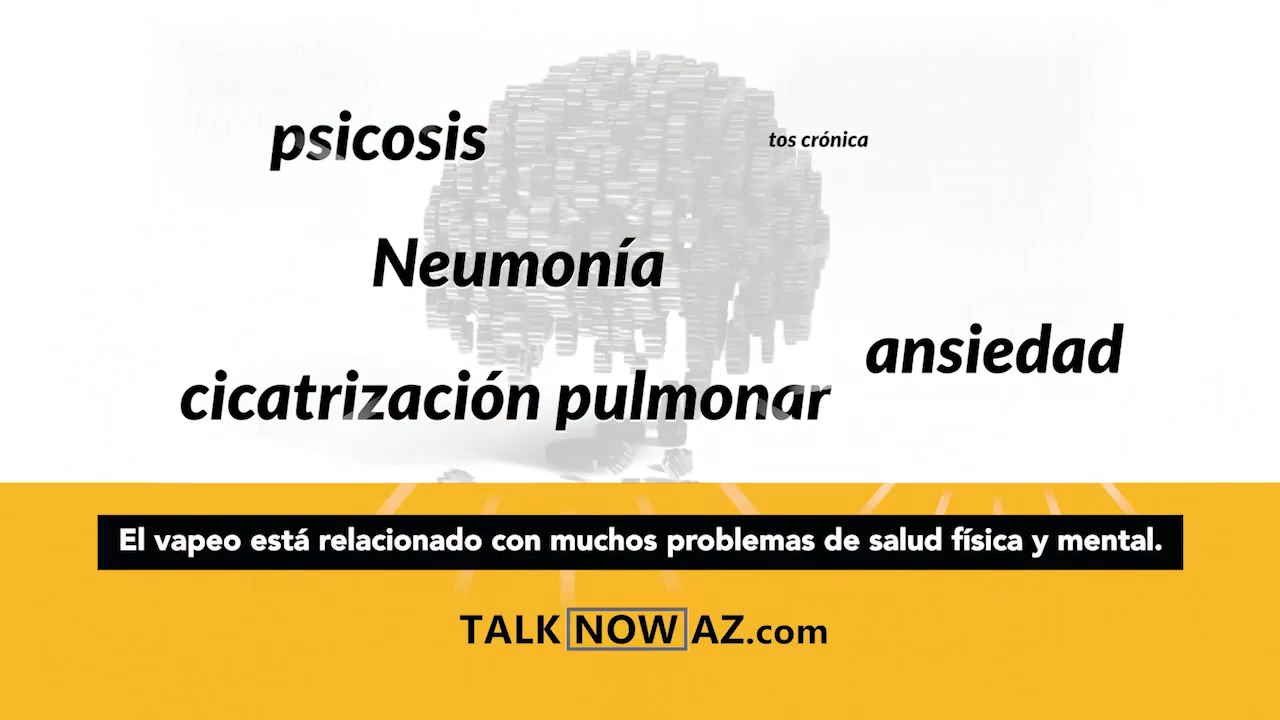 psicosis
tos crónica
Neumonía
ansiedad
cicatrización pulmonar
El vapeo está relacionado con muchos problemas de salud física y mental.
TALK NOW AZ.com